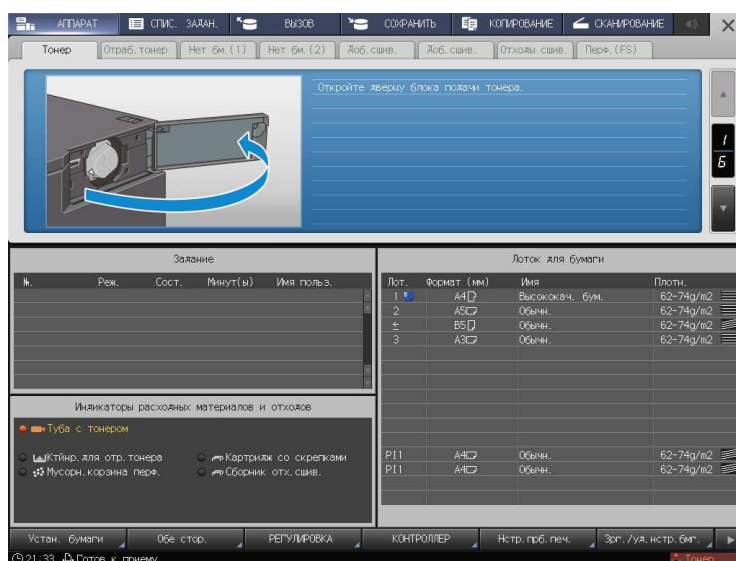 АППАРАТ СПИС. ЗАДАН. ВЫЗОВ СОХРАНИТЬ КОПИРОВАНИЕ СКАНИРОВАНИЕ
Тонер Отраб. тонер Нет бм.(1) Нет бм.(2) Лоб.сшив. Лоб.сшив. Отходы сшив. Перф.(FS)
Откройте дверцу блока подачи тонера.
1
6
Задание
№. Реж. Сост. Минут(ы) Имя польз.
Лоток для бумаги
Лот. Формат (мм) Имя Плотн.
1 A4 Высококач. бум. 62-74g/m2
2 A5 Обычн. 62-74g/m2
B5 Обычн. 62-74g/m2
3 A3 Обычн. 62-74g/m2
PI1 A4 Обычн. 62-74g/m2
PI1 A4 Обычн. 62-74g/m2
Индикаторы расходных материалов и отходов
Туба с тонером
Ктйнр.для отр.тонера Картридж со скрепками
Мусорн.корзина перф. Сборник отх.сшив.
Устан. бумаги Обе стор. РЕГУЛИРОВКА КОНТРОЛЛЕР Нстр.прб.печ. Зрг./уд.нстр.бмг.
21:33 Готов к приему Тонер